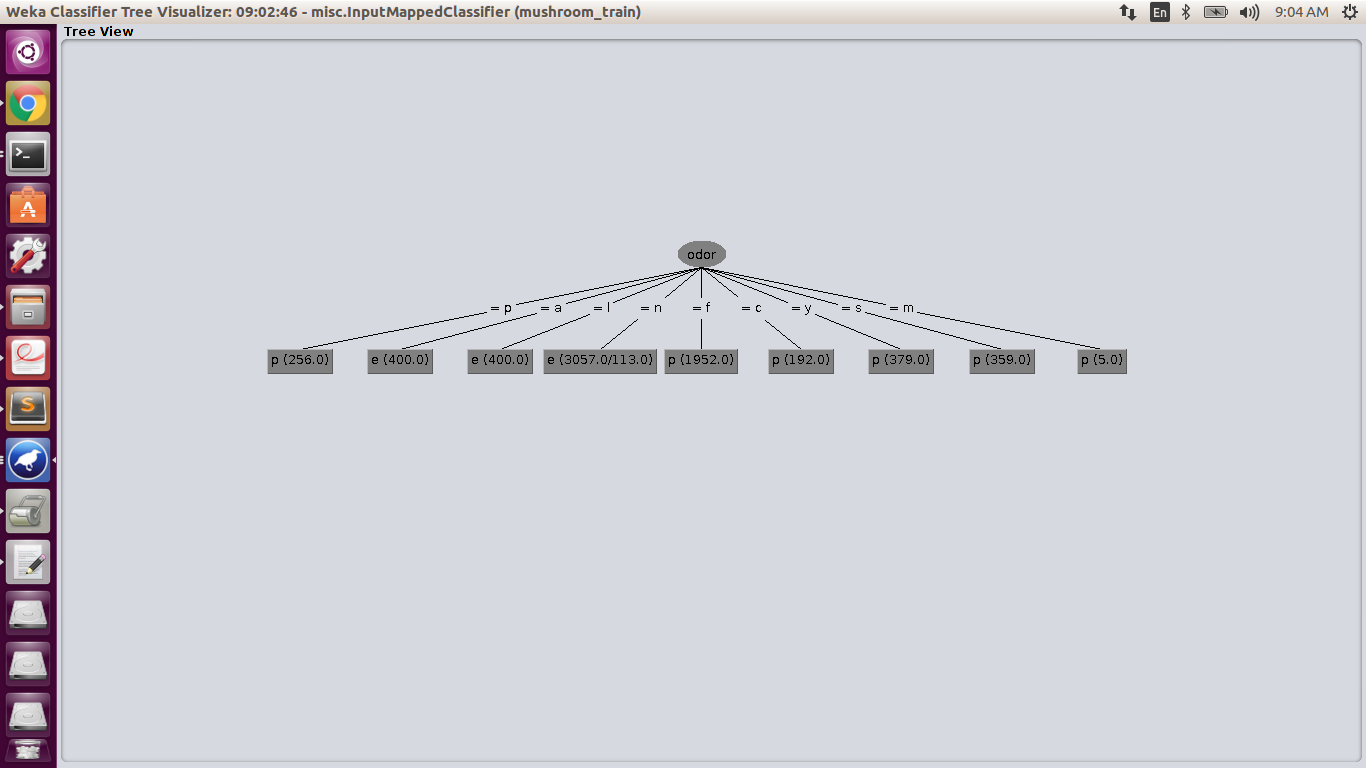 Weka Classifier Tree Visualizer: 09:02:46 - misc.InputMappedClassifier (mushroom_train)
En
9:04 AM
Tree View
odor
= p = a = l = n = f = c = y = s = m
p (256.0) e (400.0) e (400.0) e (3057.0/113.0) p (1952.0) p (192.0) p (379.0) p (359.0) p (5.0)